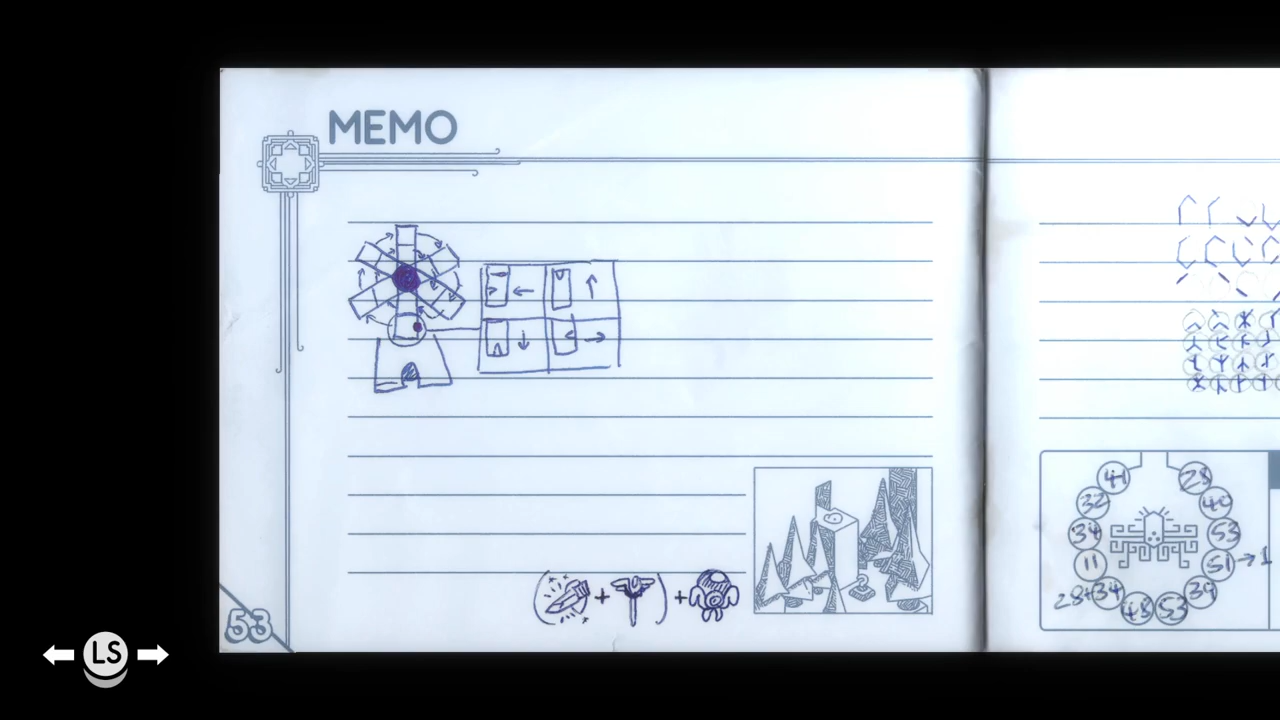 MEMO
44 28
32 40
34 53
11 51 → 1
28+34 39
48 53
53
LS